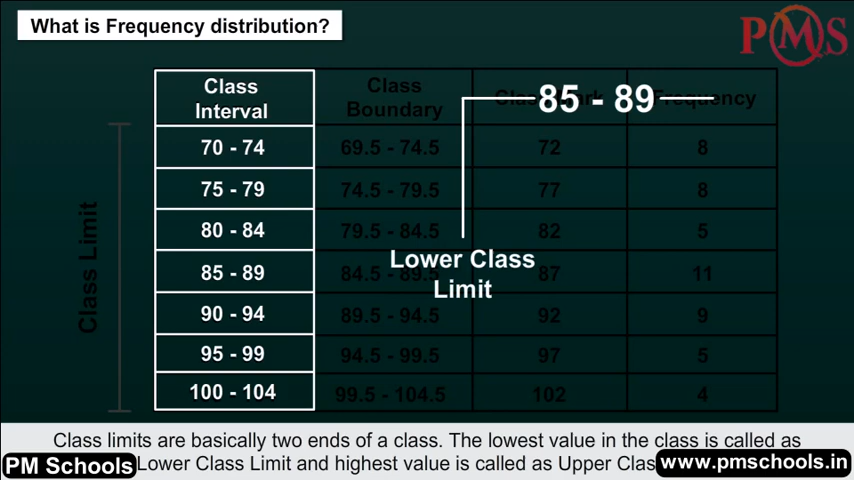 What is Frequency distribution?
PMS
Class Interval Class Boundary Frequency
85 - 89
70 - 74 69.5 - 74.5 72 8
75 - 79 74.5 - 79.5 77 8
80 - 84 79.5 - 84.5 82 5
85 - 89 84.5 - 89.5 87 11
90 - 94 89.5 - 94.5 92 9
95 - 99 94.5 - 99.5 97 5
100 - 104 99.5 - 104.5 102 4
Class Limit
Lower Class
Limit
Class limits are basically two ends of a class. The lowest value in the class is called as
PM Schools Lower Class Limit and highest value is called as Upper Clas www.pmschools.in